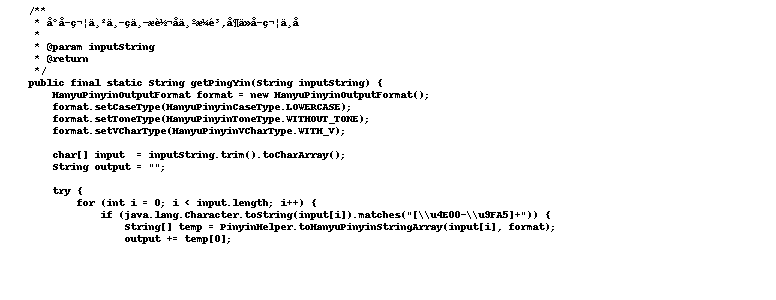 /**
 * å°å­ç¬¦ä¸²ä¸­çä¸­æè½¬åä¸ºæ¼é³,å¶ä»å­ç¬¦ä¸å
 *
 * @param inputString
 * @return
 */
public final static String getPingYin(String inputString) {
    HanyuPinyinOutputFormat format = new HanyuPinyinOutputFormat();
    format.setCaseType(HanyuPinyinCaseType.LOWERCASE);
    format.setToneType(HanyuPinyinToneType.WITHOUT_TONE);
    format.setVCharType(HanyuPinyinVCharType.WITH_V);
    char[] input  = inputString.trim().toCharArray();
    String output = "";
    try {
        for (int i = 0; i < input.length; i++) {
            if (java.lang.Character.toString(input[i]).matches("[\\u4E00-\\u9FA5]+")) {
                String[] temp = PinyinHelper.toHanyuPinyinStringArray(input[i], format);
                output += temp[0];